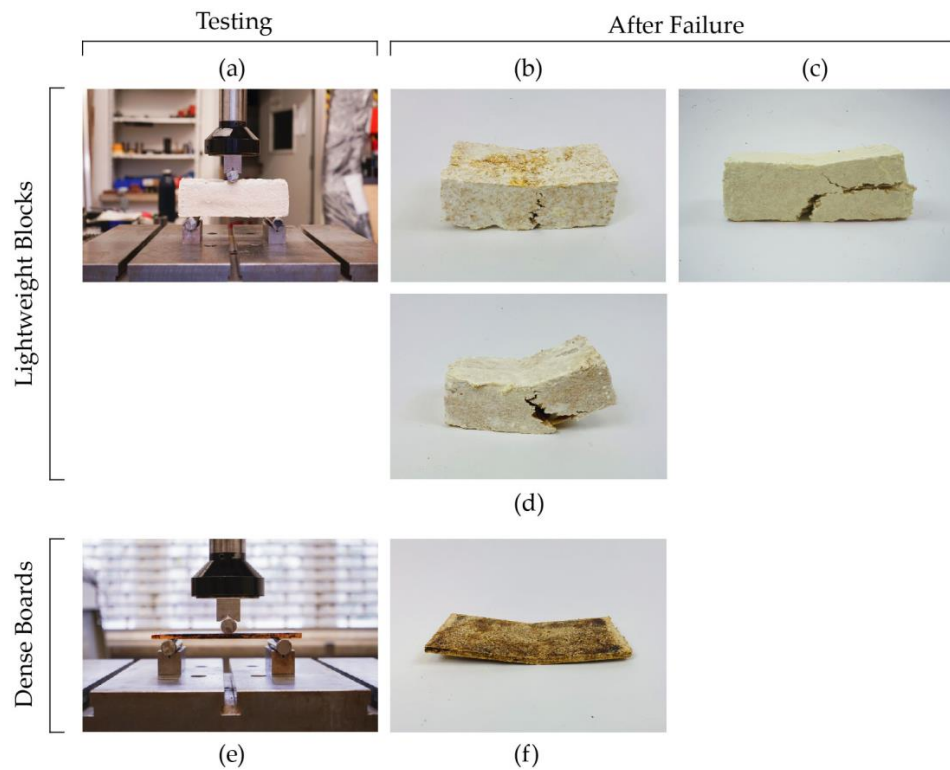 Testing
After Failure
(a)
(b)
(c)
Lightweight Blocks
(d)
Dense Boards
(e)
(f)